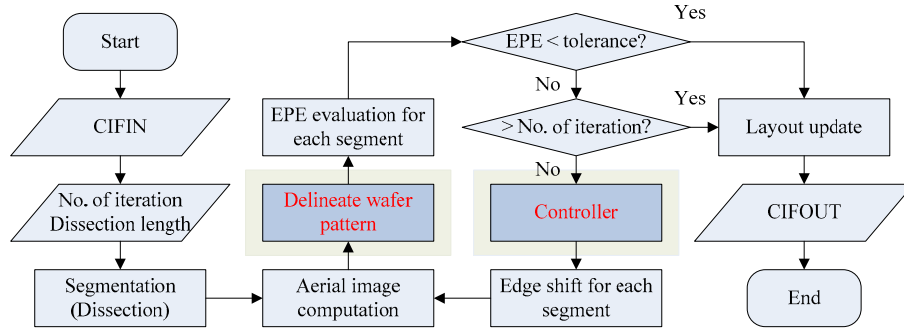 Start
CIFIN
No. of iteration
Dissection length
Segmentation
(Dissection)
Aerial image
computation
Delineate wafer
pattern
EPE evaluation for
each segment
EPE < tolerance?
Yes
No
> No. of iteration?
Yes
No
Controller
Edge shift for each
segment
Layout update
CIFOUT
End